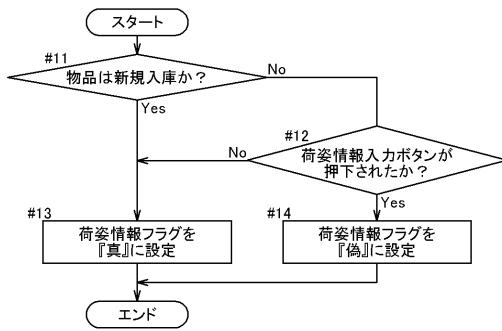 スタート
#11
物品は新規入庫か？
No
Yes
#12
荷姿情報入力ボタンが
押下されたか？
No
Yes
#13
荷姿情報フラグを
『真』に設定
#14
荷姿情報フラグを
『偽』に設定
エンド